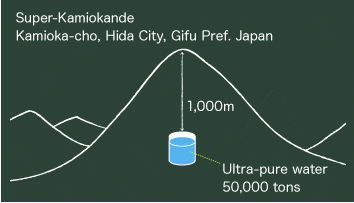 Super-Kamiokande
Kamioka-cho, Hida City, Gifu Pref. Japan
1,000m
Ultra-pure water
50,000 tons